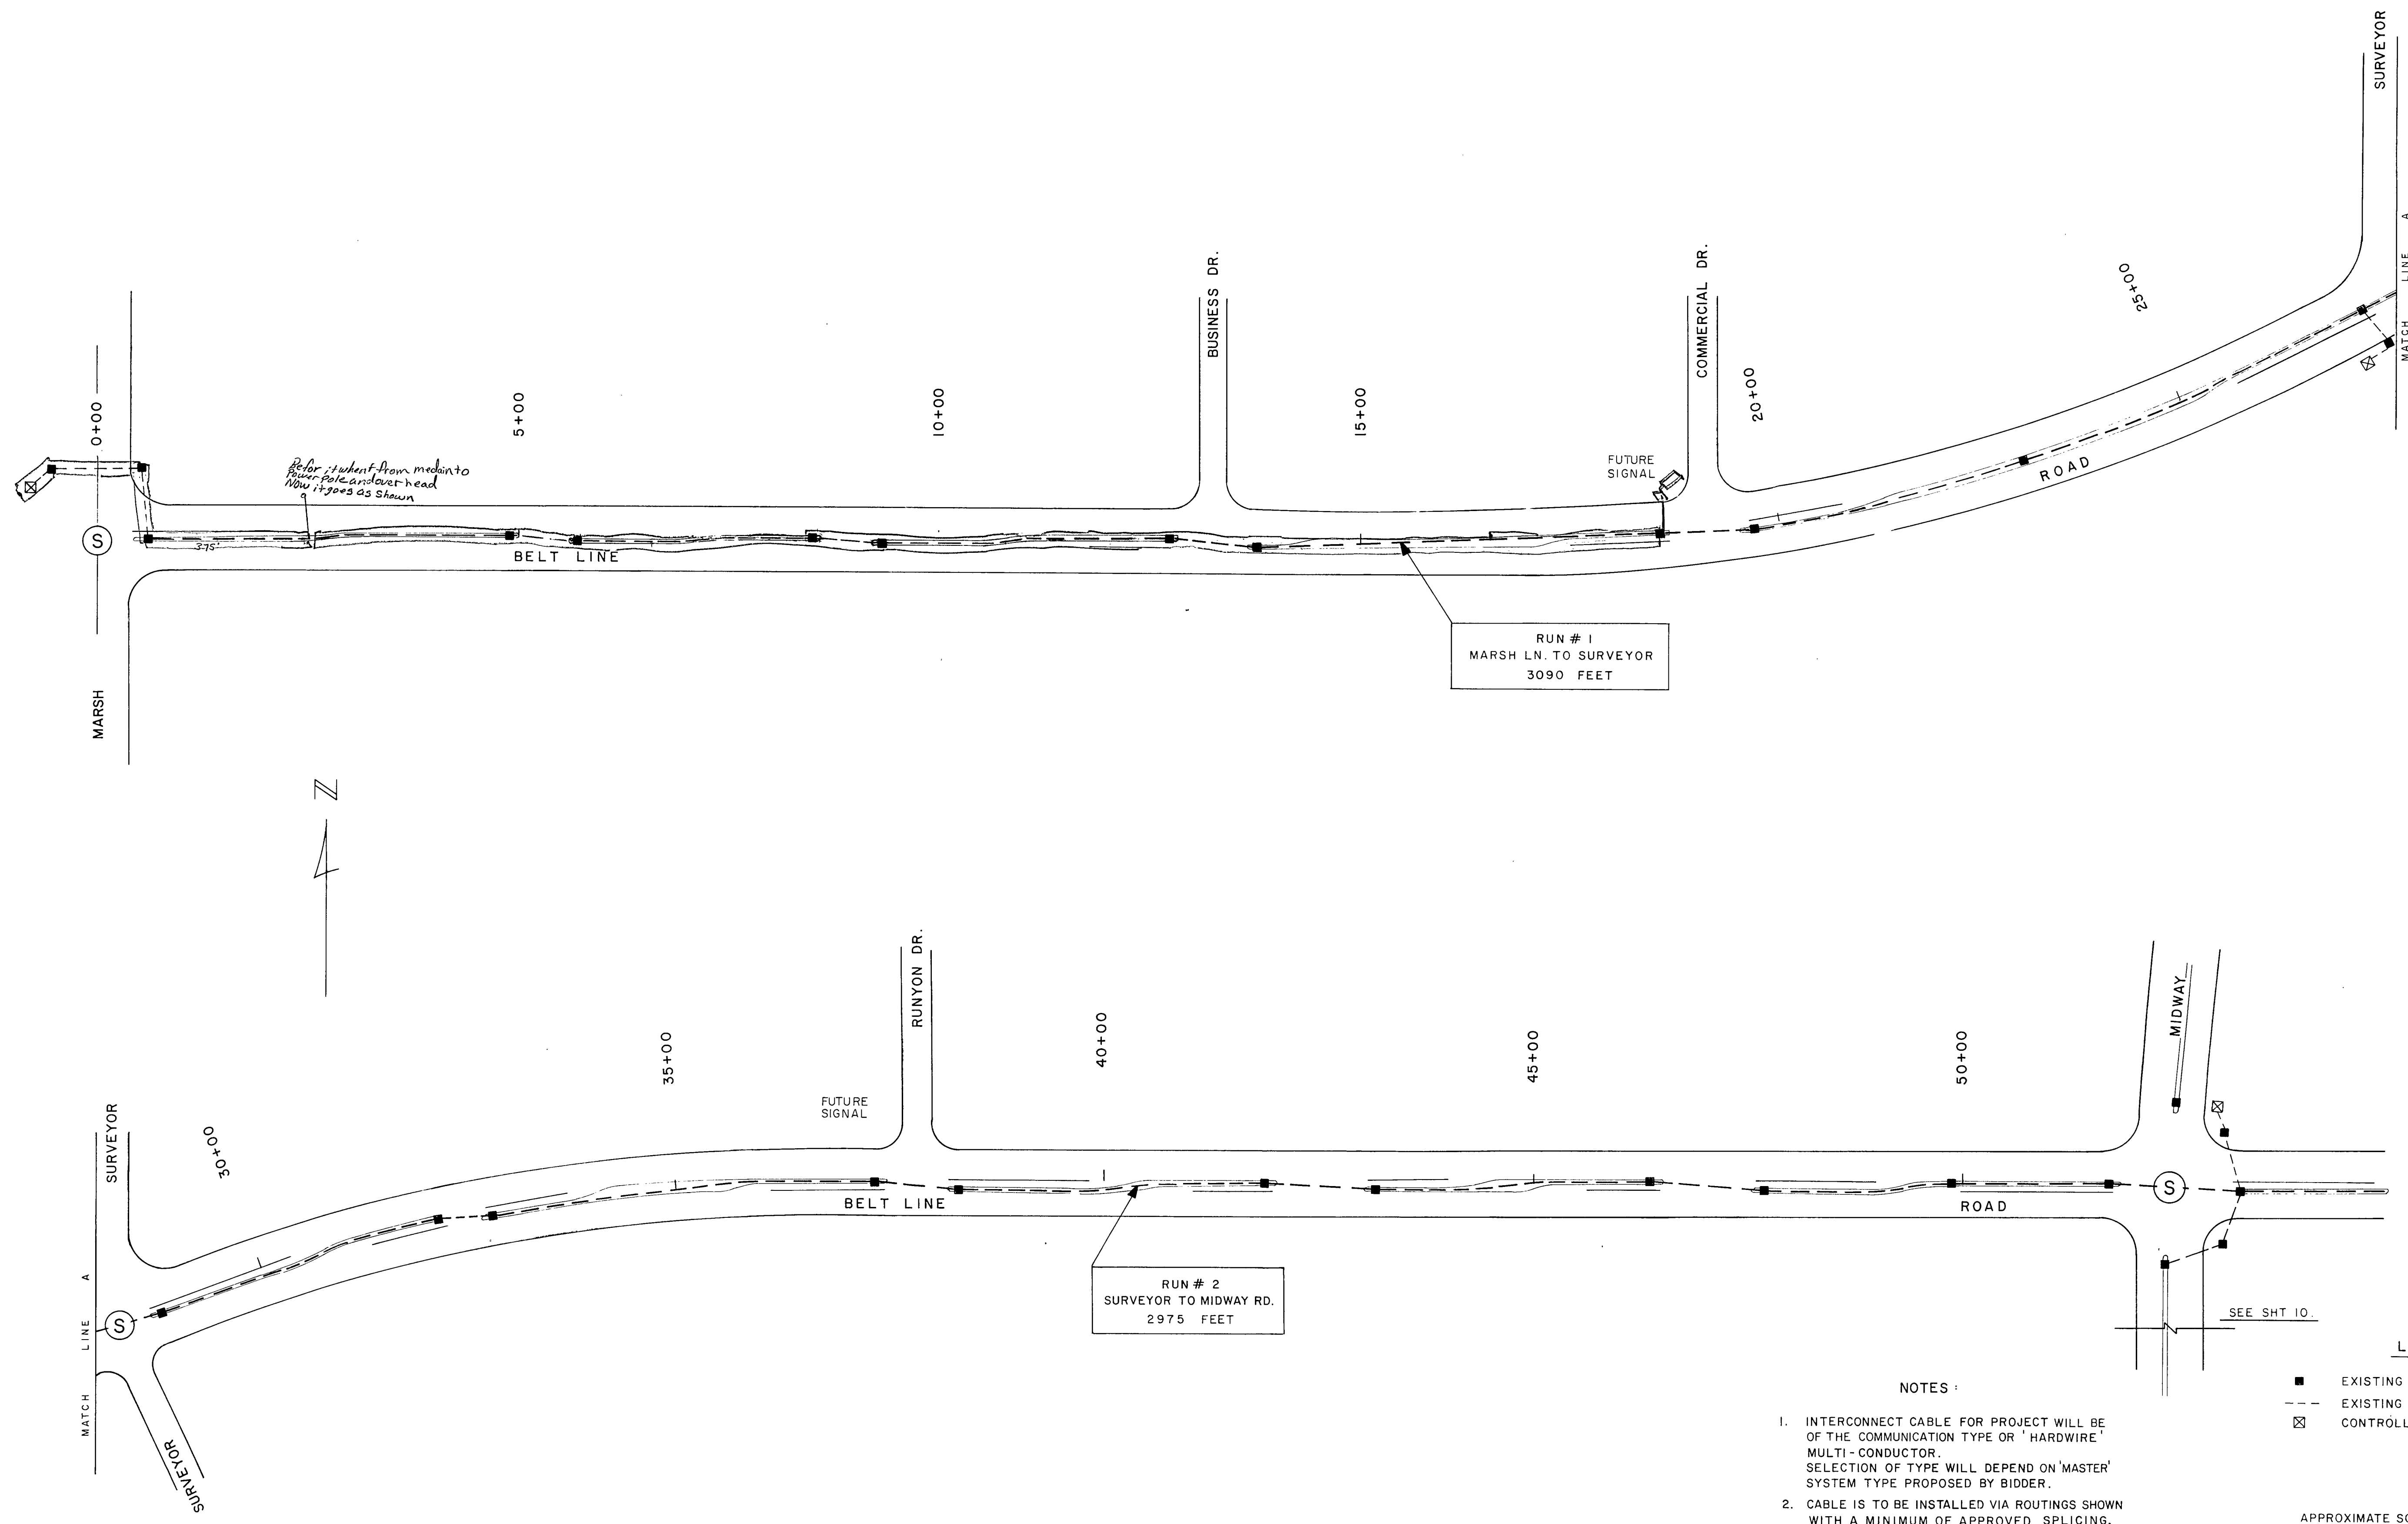 SURVEYOR
MATCH LINE A
BUSINESS DR.
COMMERCIAL DR.
0+00
5+00
10+00
15+00
20+00
25+00
FUTURE
SIGNAL
Befor it whent from medain to
Power Pole and over head
Now it goes as shown
375'
S
BELT LINE
ROAD
MARSH
RUN # 1
MARSH LN. TO SURVEYOR
3090 FEET
N
RUNYON DR.
MIDWAY
SURVEYOR
30+00
35+00
40+00
45+00
50+00
FUTURE
SIGNAL
BELT LINE
ROAD
S
S
MATCH LINE A
SURVEYOR
RUN # 2
SURVEYOR TO MIDWAY RD.
2975 FEET
SEE SHT 10.
L
EXISTING
EXISTING
CONTROLL
NOTES :
1. INTERCONNECT CABLE FOR PROJECT WILL BE
OF THE COMMUNICATION TYPE OR 'HARDWIRE'
MULTI-CONDUCTOR.
SELECTION OF TYPE WILL DEPEND ON 'MASTER'
SYSTEM TYPE PROPOSED BY BIDDER.
2. CABLE IS TO BE INSTALLED VIA ROUTINGS SHOWN
WITH A MINIMUM OF APPROVED SPLICING.
APPROXIMATE SC